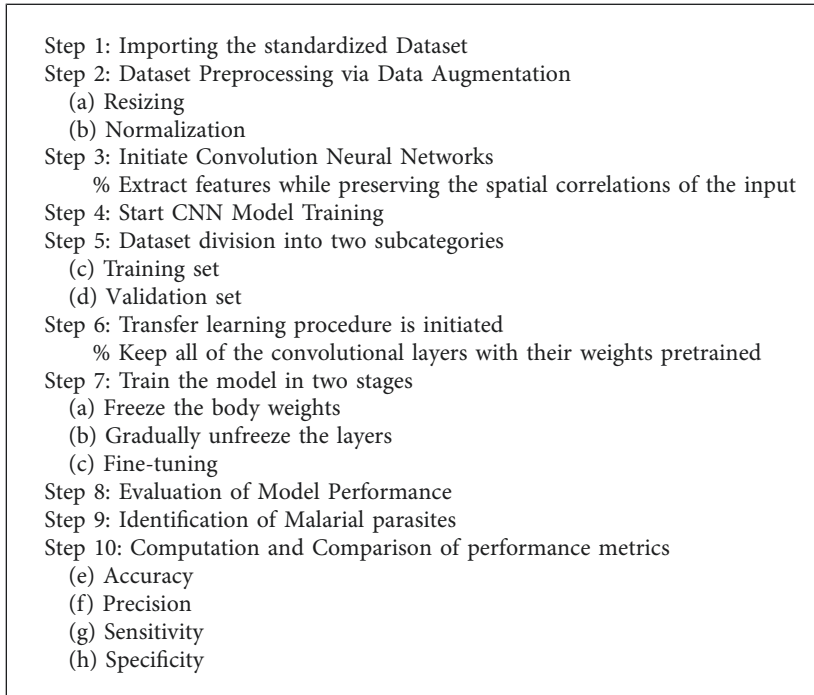 Step 1: Importing the standardized Dataset
Step 2: Dataset Preprocessing via Data Augmentation
(a) Resizing
(b) Normalization
Step 3: Initiate Convolution Neural Networks
% Extract features while preserving the spatial correlations of the input
Step 4: Start CNN Model Training
Step 5: Dataset division into two subcategories
(c) Training set
(d) Validation set
Step 6: Transfer learning procedure is initiated
% Keep all of the convolutional layers with their weights pretrained
Step 7: Train the model in two stages
(a) Freeze the body weights
(b) Gradually unfreeze the layers
(c) Fine-tuning
Step 8: Evaluation of Model Performance
Step 9: Identification of Malarial parasites
Step 10: Computation and Comparison of performance metrics
(e) Accuracy
(f) Precision
(g) Sensitivity
(h) Specificity